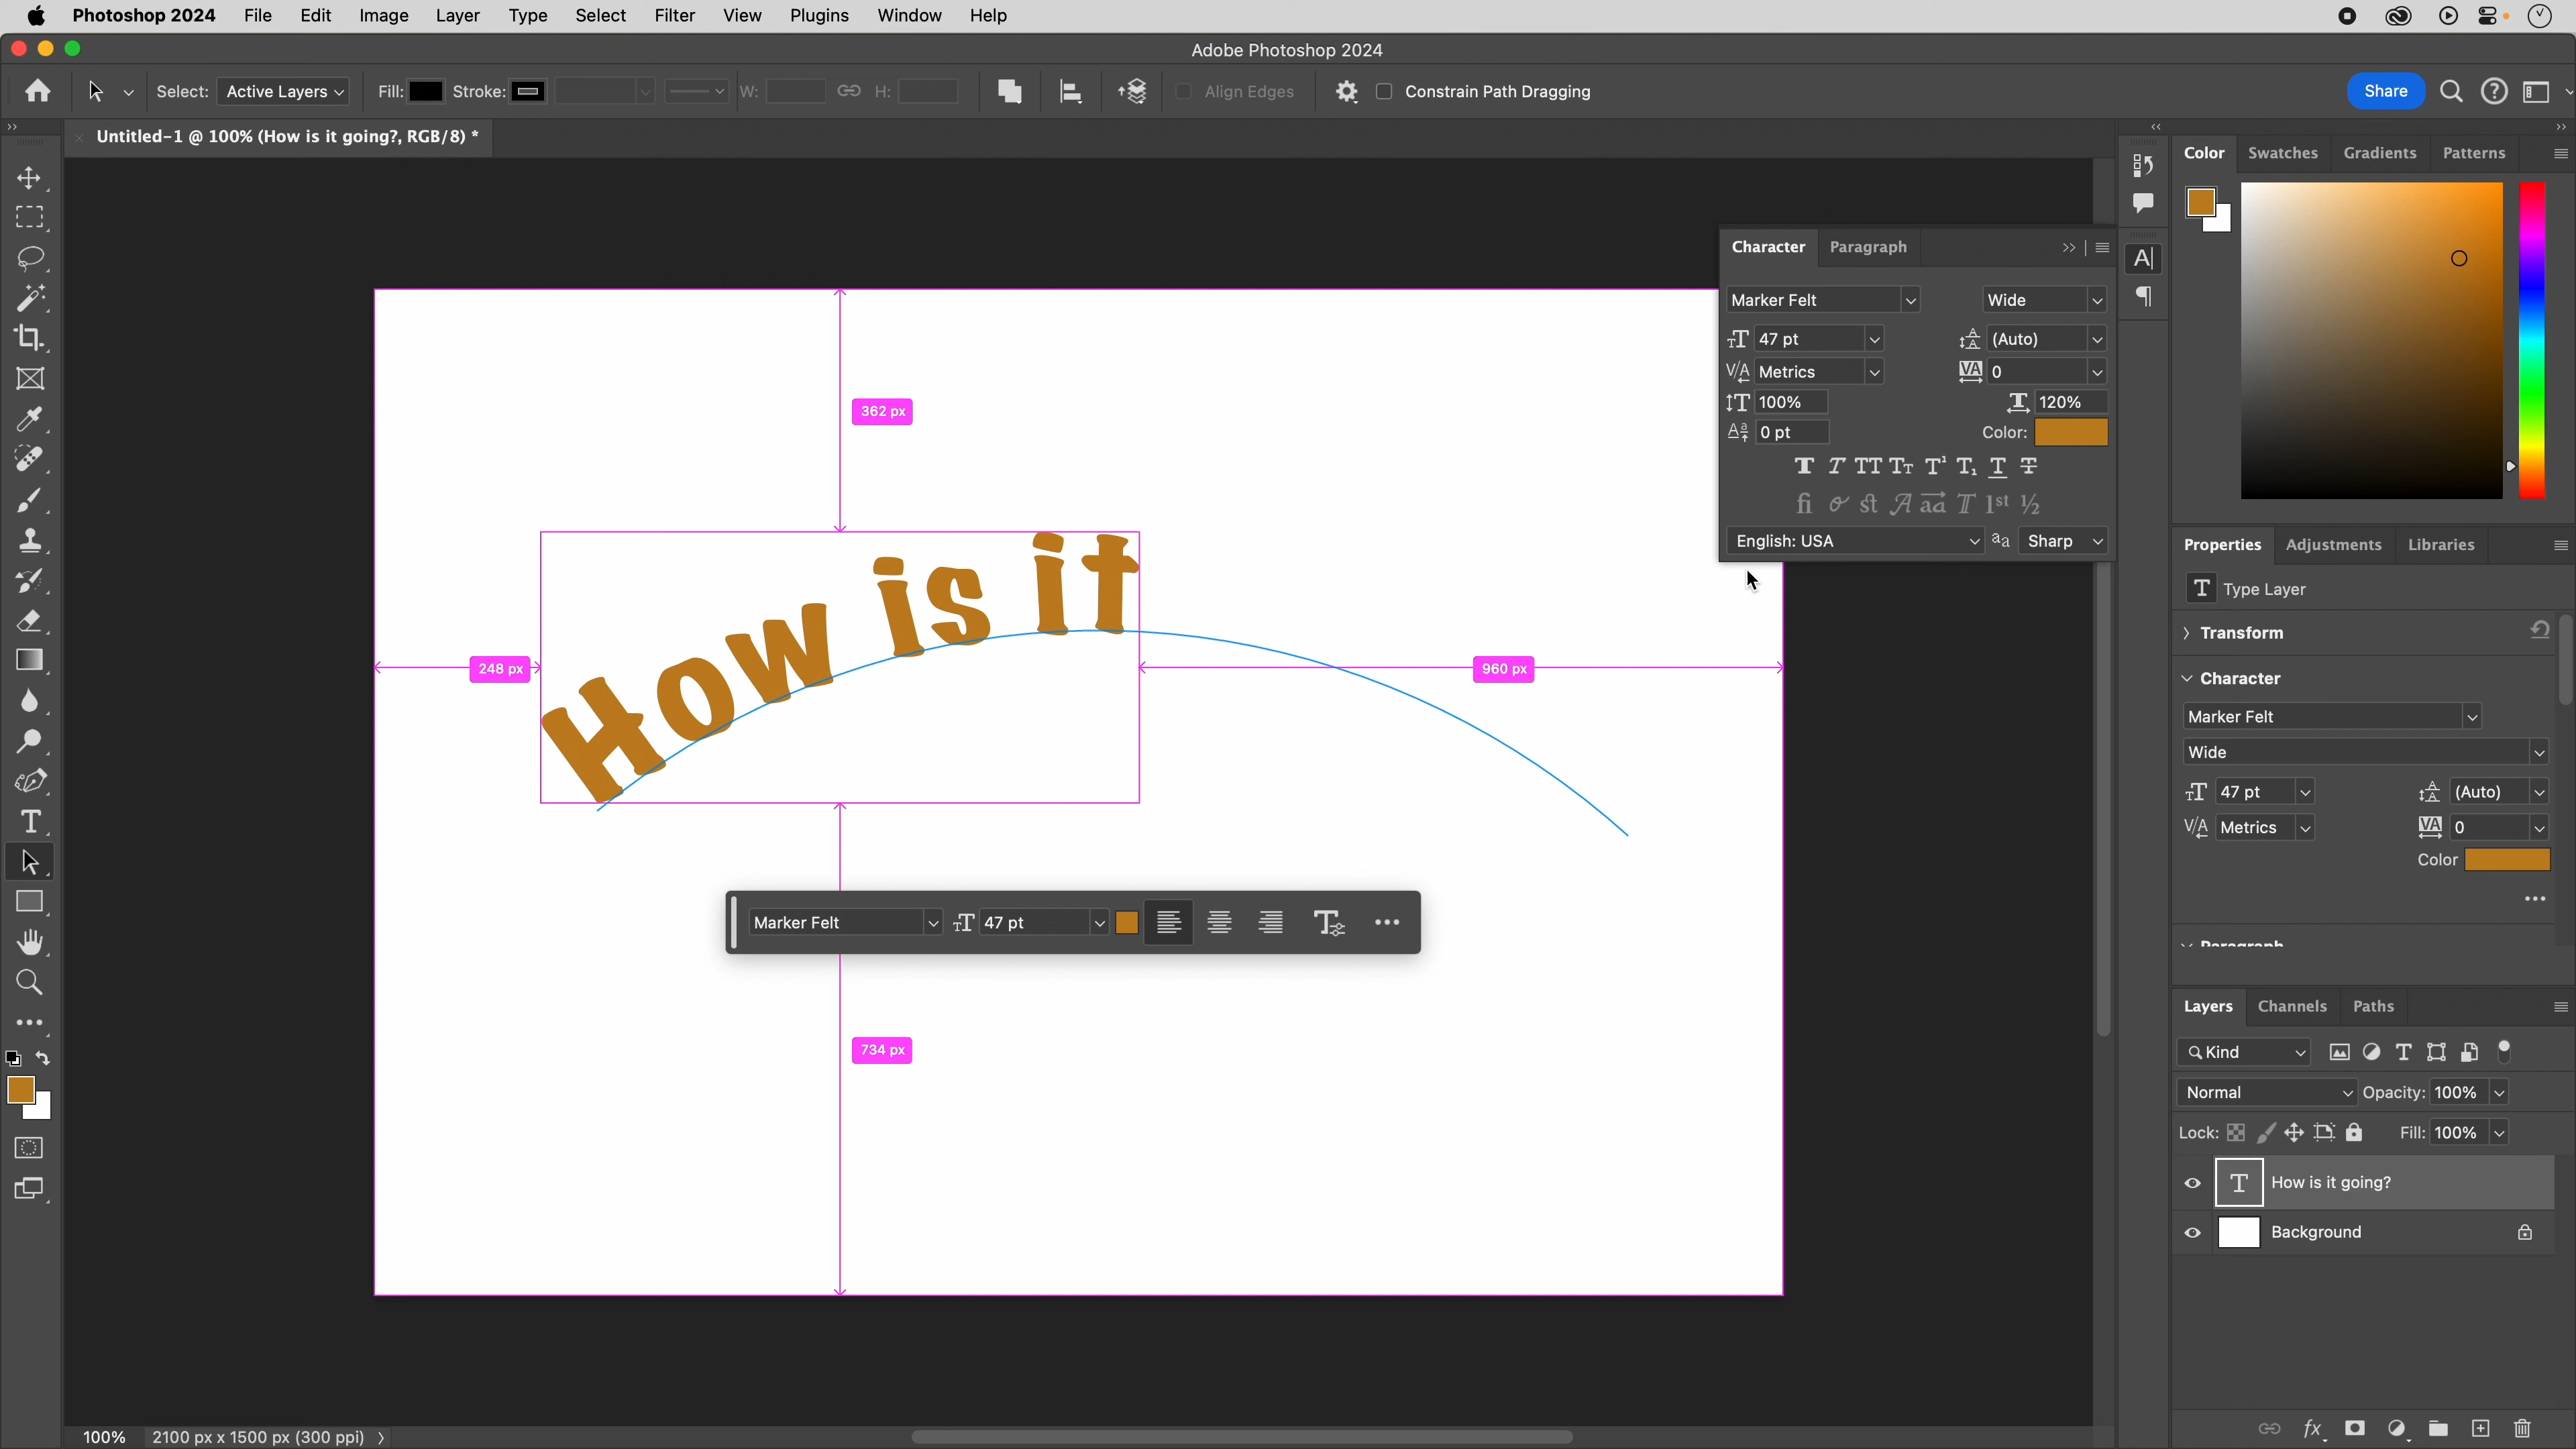 Photoshop 2024 File Edit Image Layer Type Select Filter View Plugins Window Help
Adobe Photoshop 2024
Select: Active Layers Fill: Stroke: W: H: Align Edges Constrain Path Dragging Share
Untitled-1 @ 100% (How is it going?, RGB/8) *
Color Swatches Gradients Patterns
Character Paragraph
Marker Felt Wide
47 pt (Auto)
Metrics 0
100% 120%
0 pt Color:
English: USA Sharp
362 px
How is it
248 px
960 px
Marker Felt 47 pt
734 px
Properties Adjustments Libraries
Type Layer
Transform
Character
Marker Felt
Wide
47 pt (Auto)
Metrics 0
Color
Paragraph
Layers Channels Paths
Kind
Normal Opacity: 100%
Lock: Fill: 100%
How is it going?
Background
100% 2100 px x 1500 px (300 ppi)